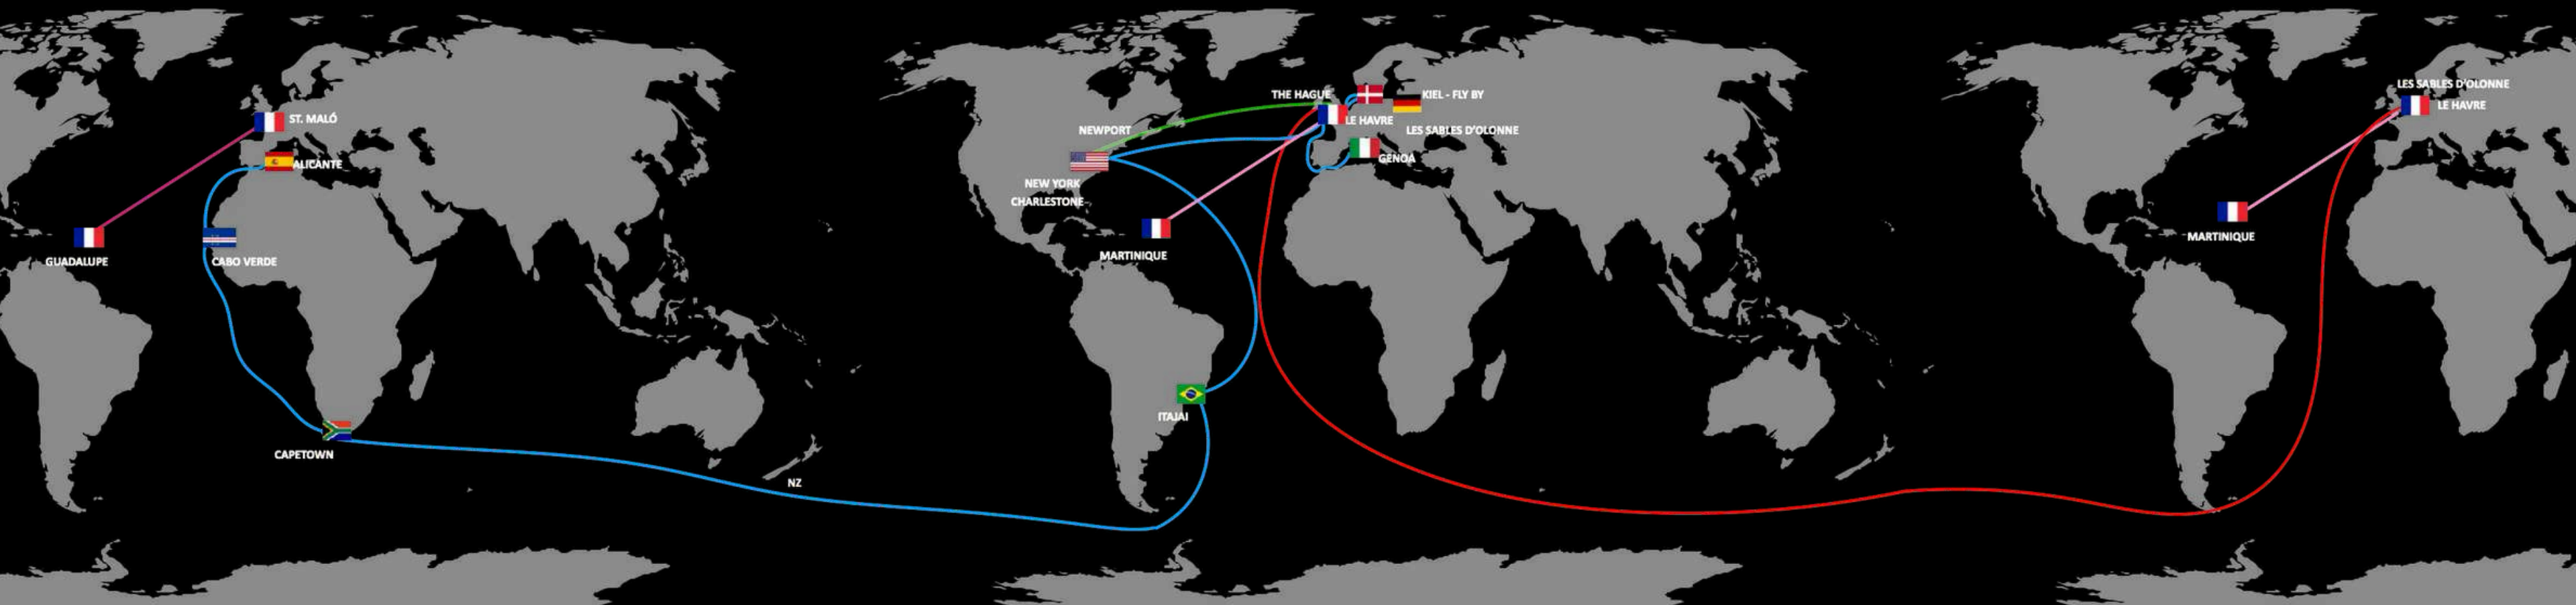 ST. MALÓ
ALICANTE
GUADALUPE
CABO VERDE
CAPETOWN
NZ
THE HAGUE
KIEL - FLY BY
LE HAVRE
NEWPORT
LES SABLES D'OLONNE
GENOA
NEW YORK
CHARLESTONE
MARTINIQUE
ITAJAI
LES SABLES D'OLONNE
LE HAVRE
MARTINIQUE